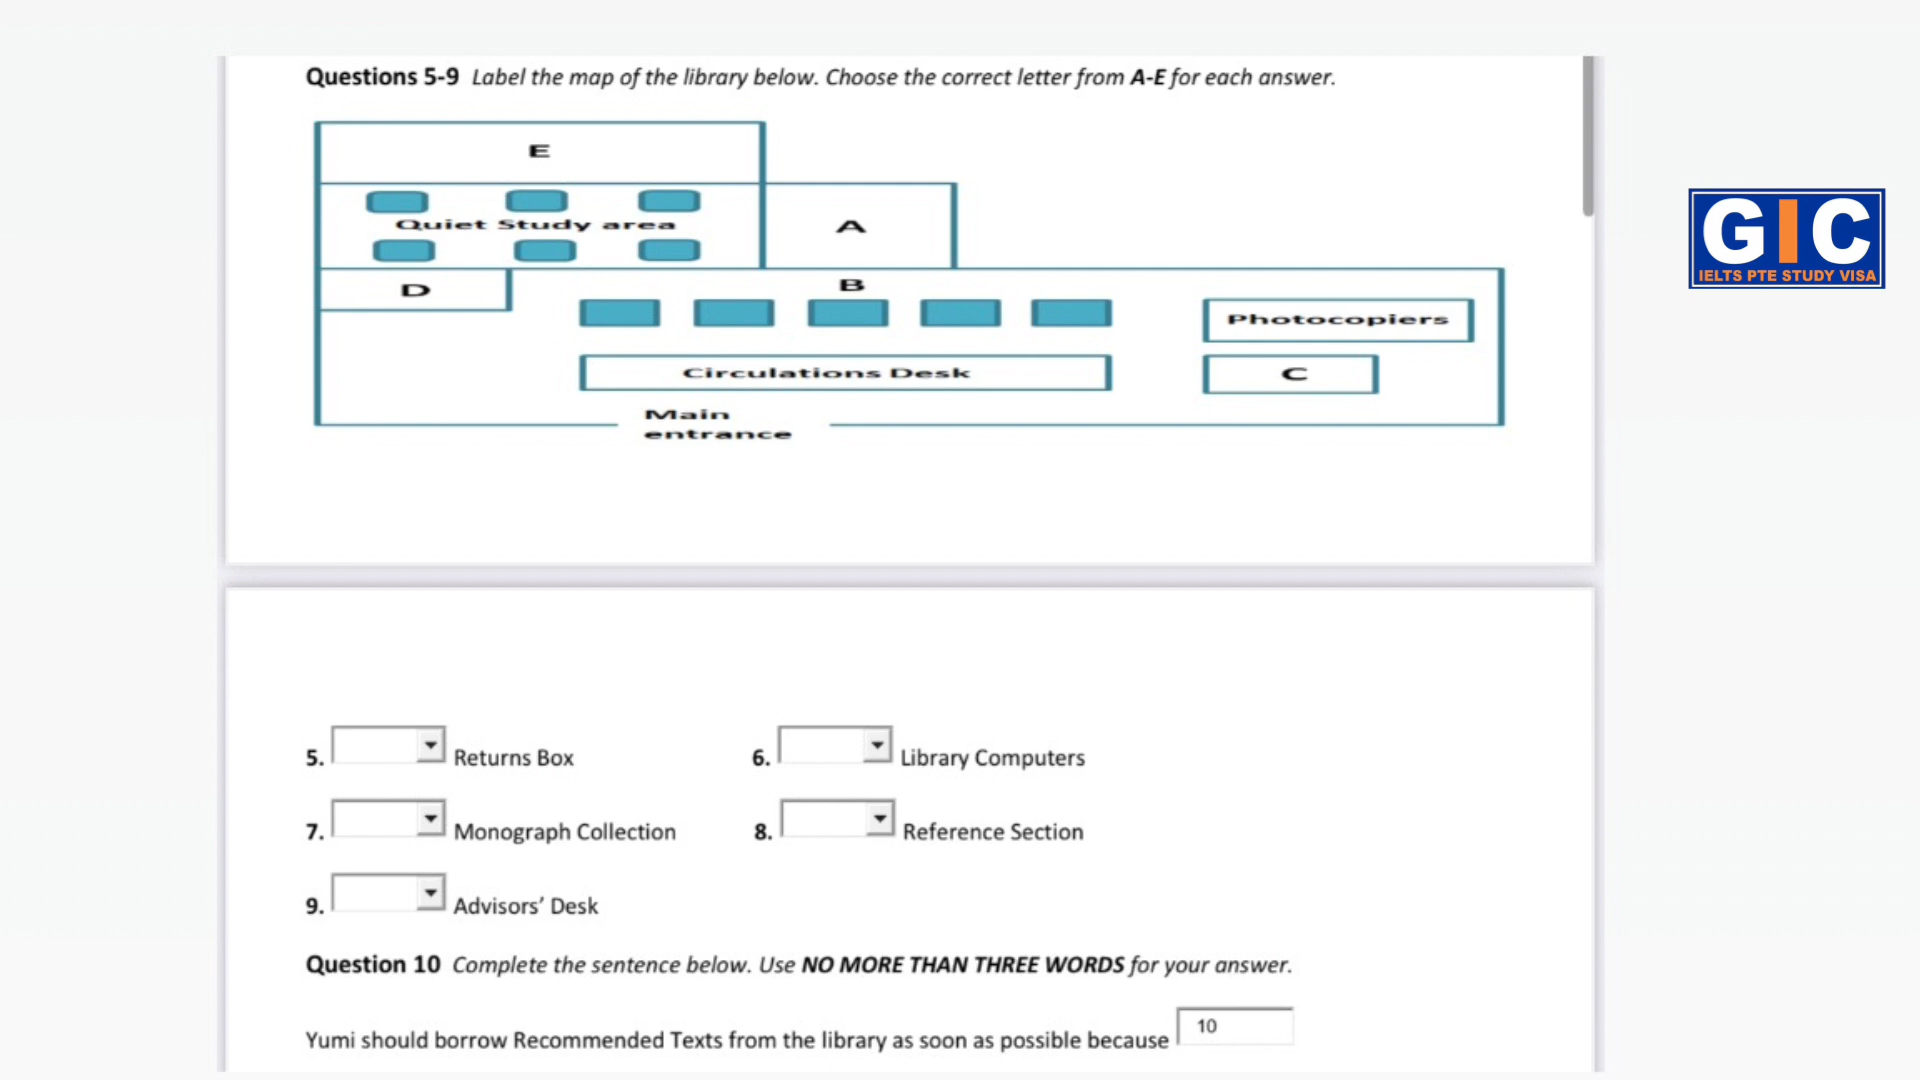 Questions 5-9 Label the map of the library below. Choose the correct letter from A-E for each answer.
E
Quiet Study area
A
D
B
Photocopiers
Circulations Desk
C
Main
entrance
GIC
IELTS PTE STUDY VISA
5. Returns Box
6. Library Computers
7. Monograph Collection
8. Reference Section
9. Advisors’ Desk
Question 10 Complete the sentence below. Use NO MORE THAN THREE WORDS for your answer.
Yumi should borrow Recommended Texts from the library as soon as possible because 10